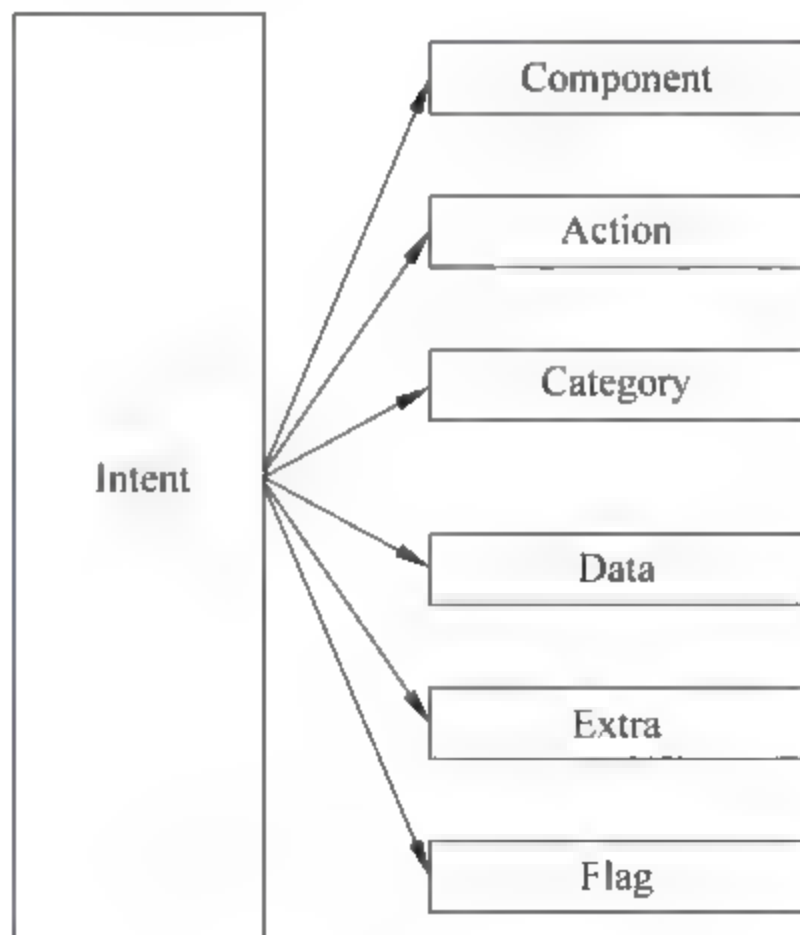 Component
Action
Category
Intent
Data
Extra
Flag